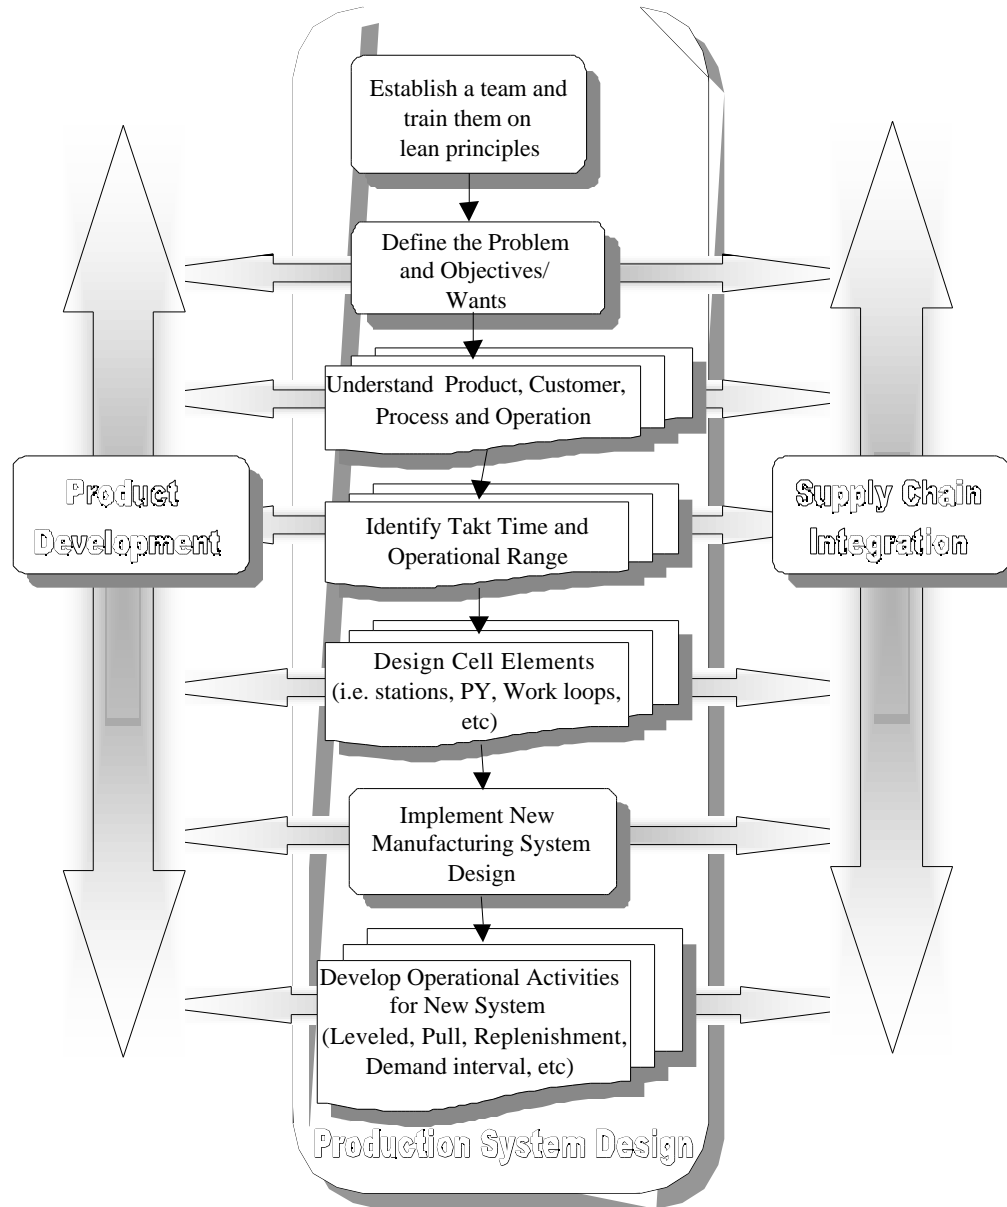 Establish a team and
train them on
lean principles
Define the Problem
and Objectives/
Wants
Understand Product, Customer,
Process and Operation
Product
Development
Supply Chain
Integration
Identify Takt Time and
Operational Range
Design Cell Elements
(i.e. stations, PY, Work loops,
etc)
Implement New
Manufacturing System
Design
Develop Operational Activities
for New System
(Leveled, Pull, Replenishment,
Demand interval, etc)
Production System Design